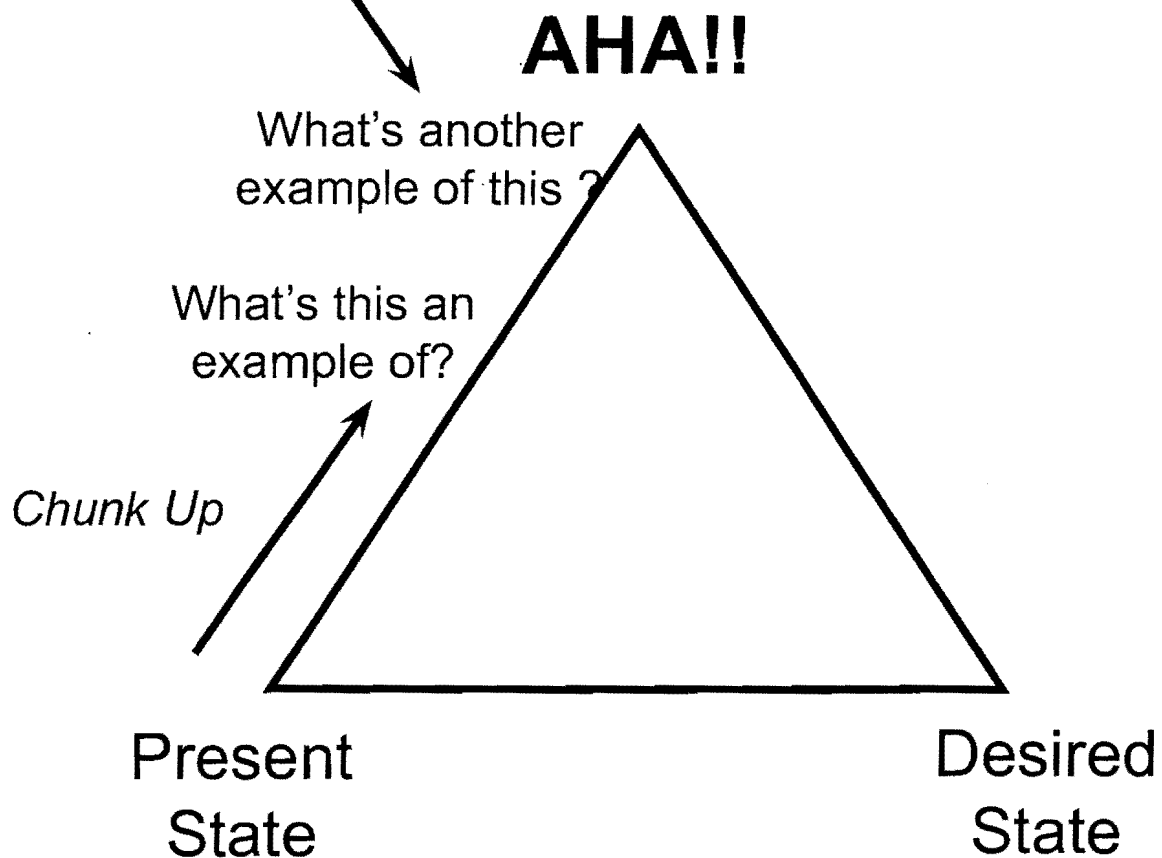 AHA!!
What's another
example of this ?
What's this an
example of?
Chunk Up
Present
State
Desired
State